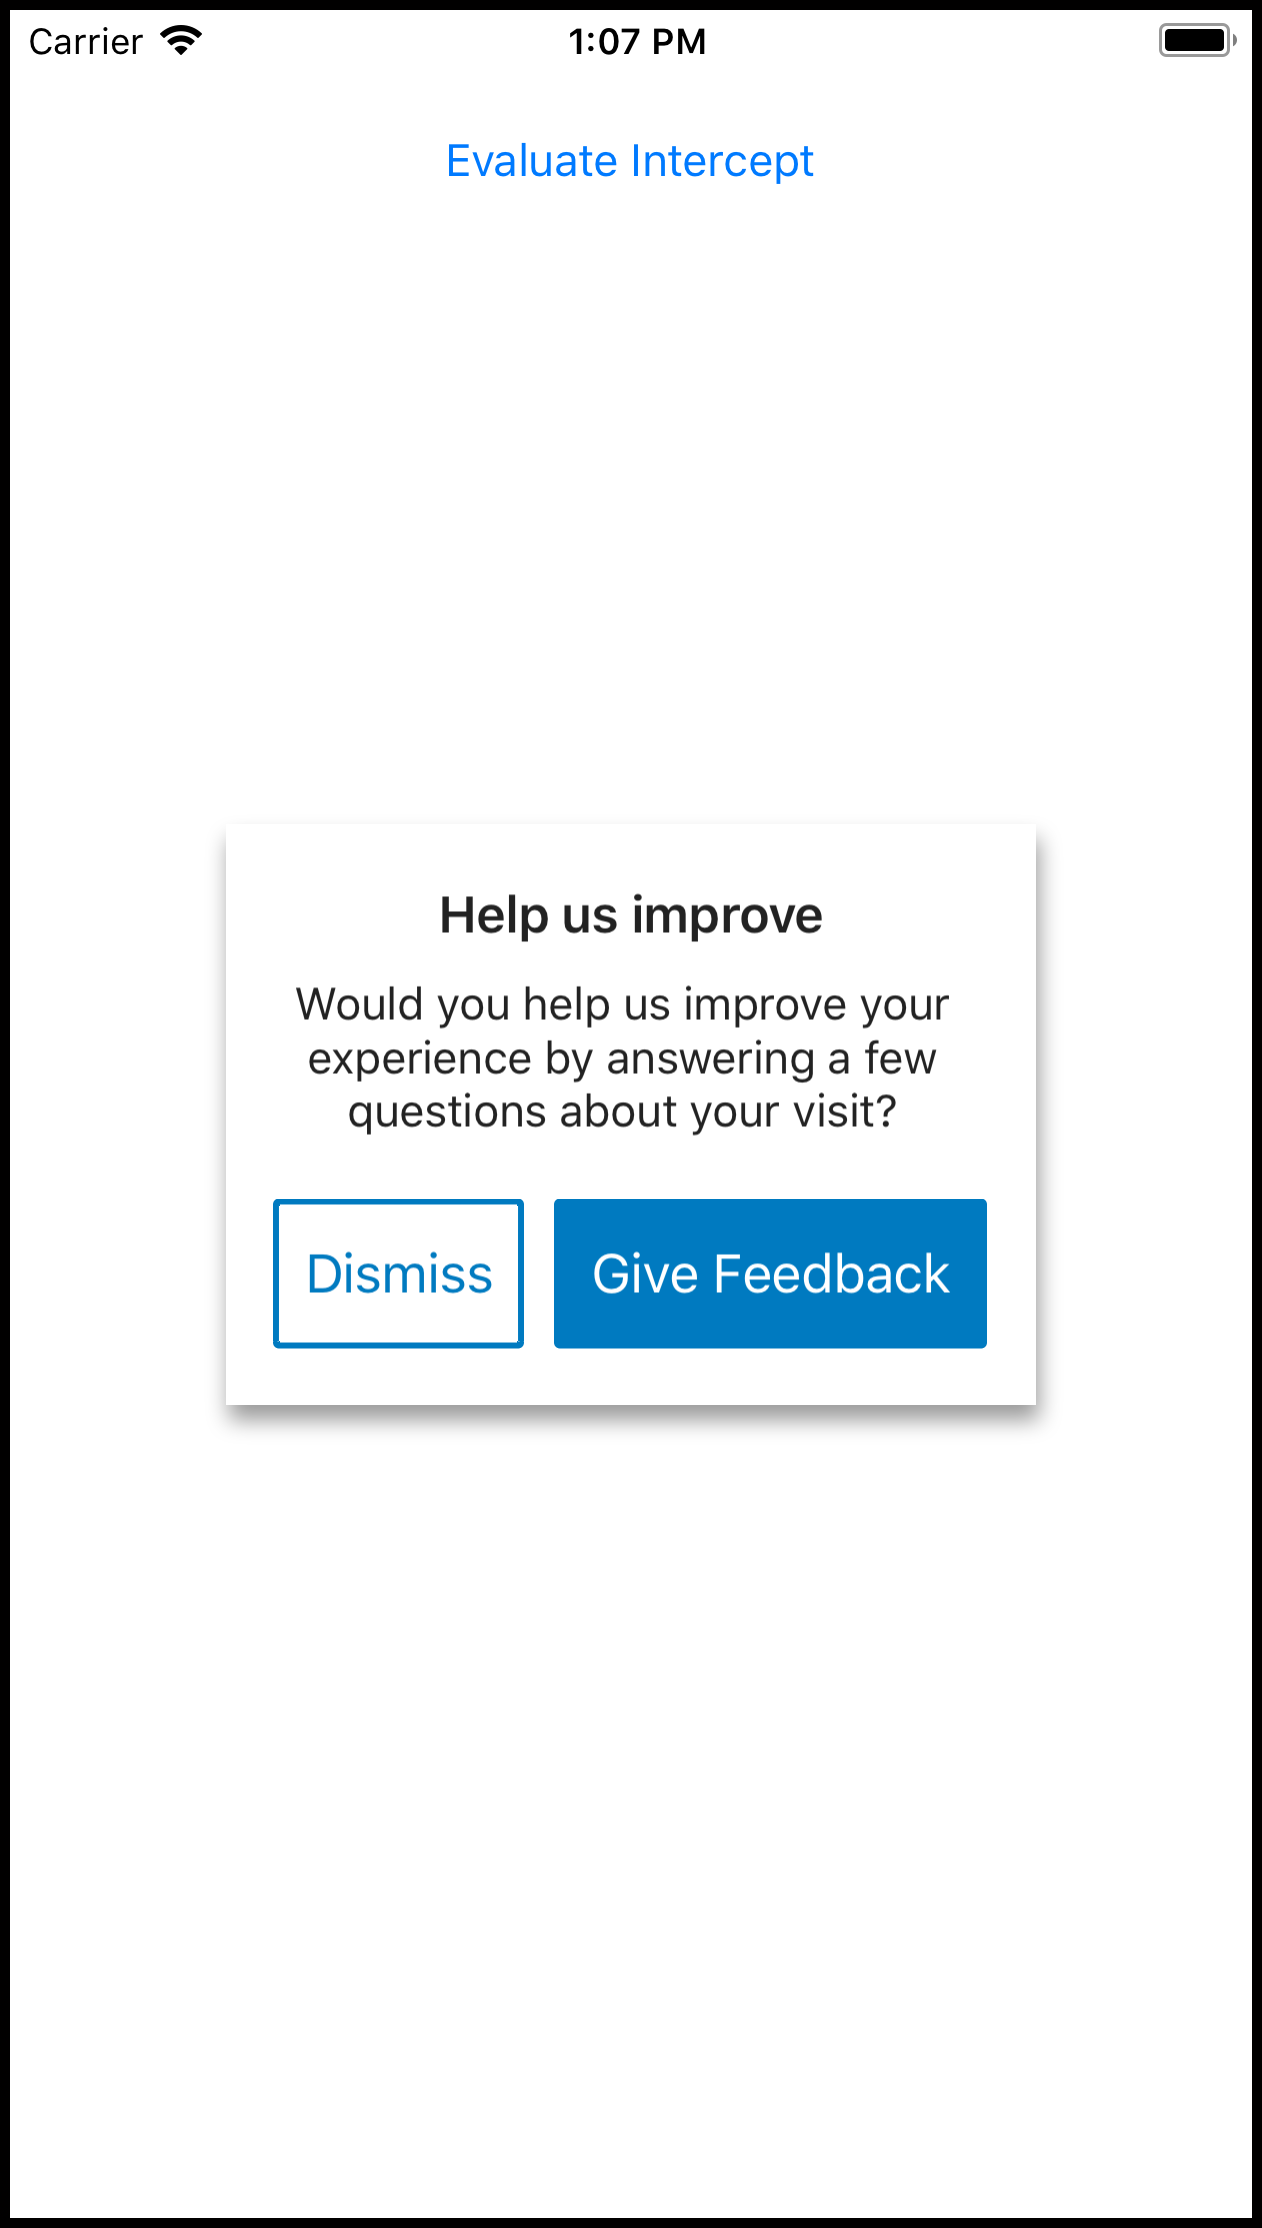 Carrier 1:07 PM
Evaluate Intercept
Help us improve
Would you help us improve your
experience by answering a few
questions about your visit?
Dismiss Give Feedback